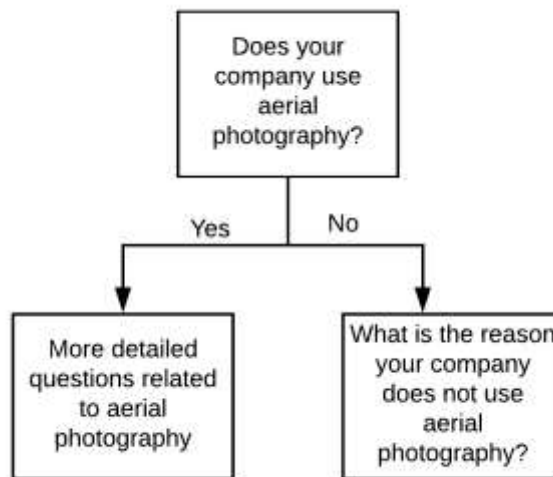 Does your
company use
aerial
photography?
Yes
No
More detailed
questions related
to aerial
photography
What is the reason
your company
does not use
aerial
photography?